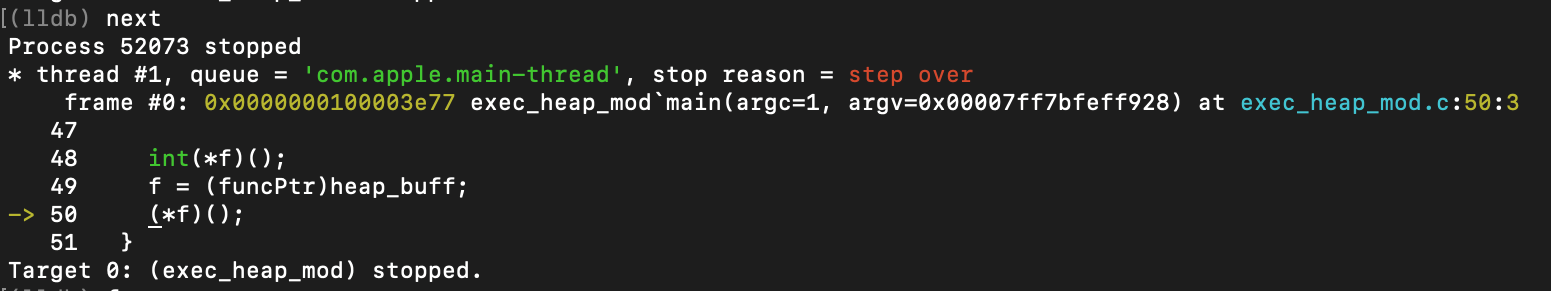 [(lldb) next
Process 52073 stopped
* thread #1, queue = 'com.apple.main-thread', stop reason = step over
    frame #0: 0x0000000100003e77 exec_heap_mod`main(argc=1, argv=0x00007ff7bfeff928) at exec_heap_mod.c:50:3
   47
   48     int(*f)();
   49     f = (funcPtr)heap_buff;
-> 50     (*f)();
   51   }
Target 0: (exec_heap_mod) stopped.